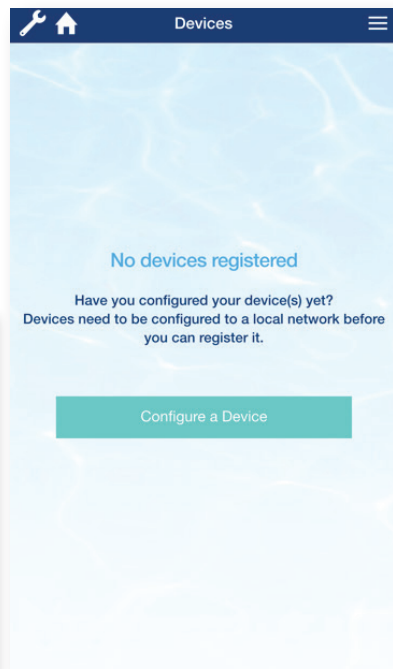 Devices
No devices registered
Have you configured your device(s) yet?
Devices need to be configured to a local network before
you can register it.
Configure a Device